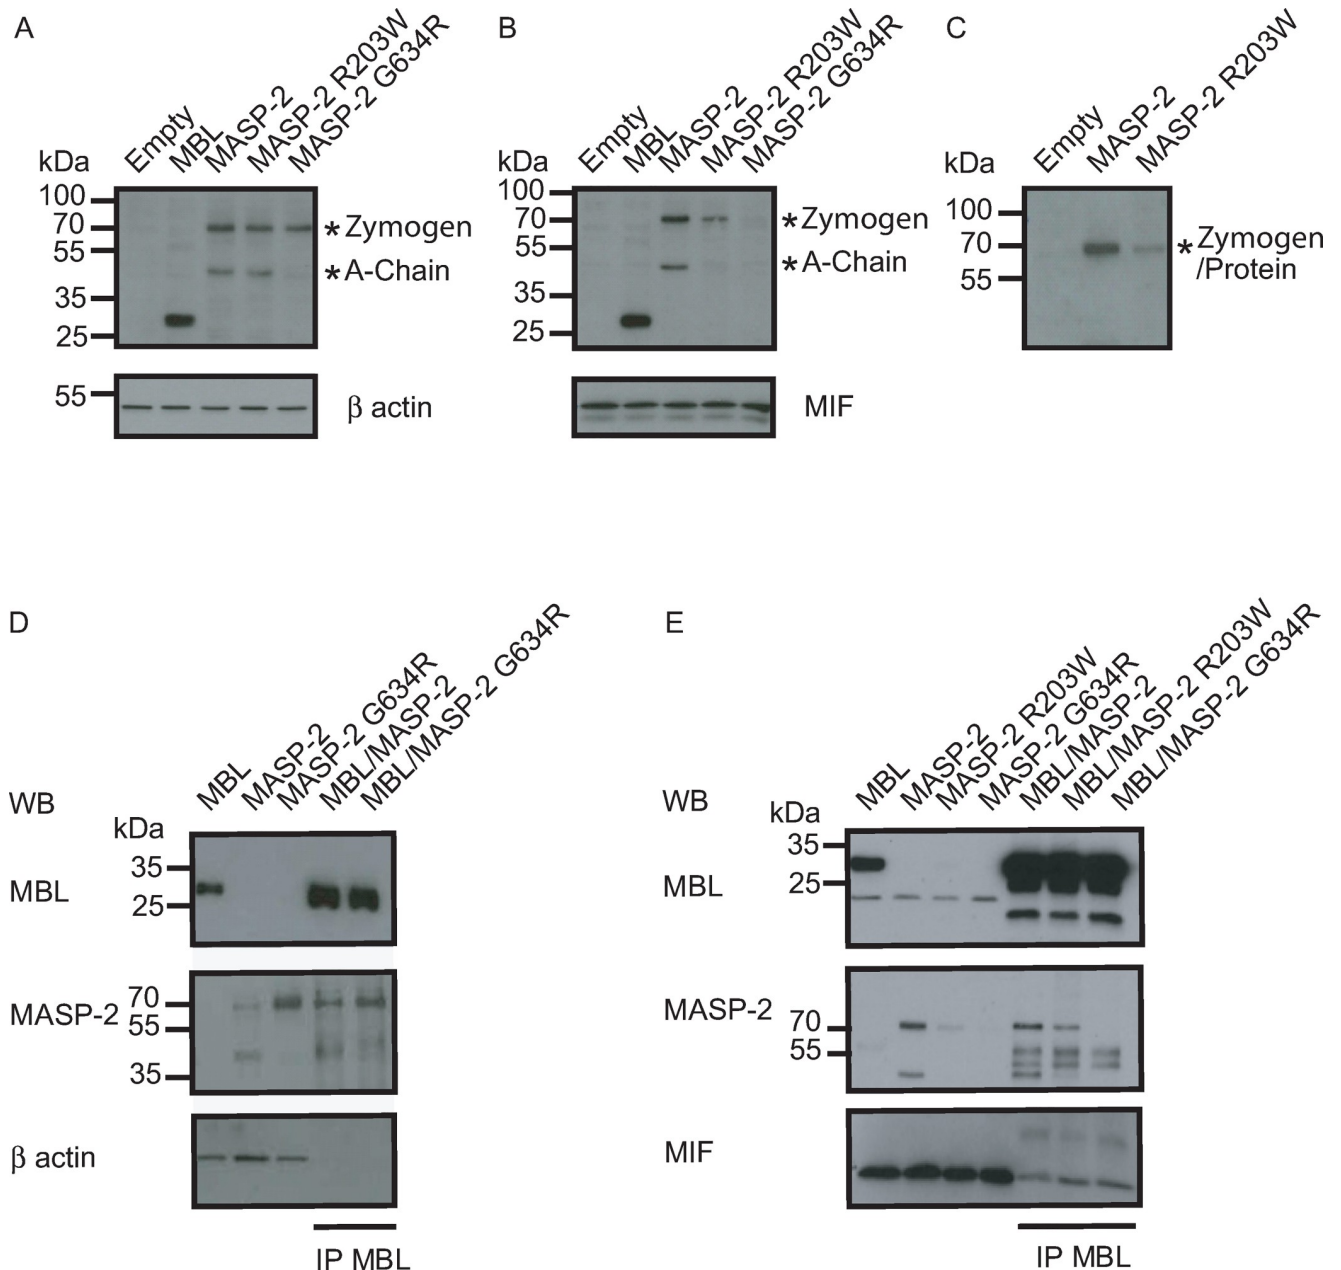 A
Empty
MBL
MASP-2
MASP-2 R203W
MASP-2 G634R
kDa
100
70
55
35
25
*Zymogen
*A-Chain
55
β actin
B
Empty
MBL
MASP-2
MASP-2 R203W
MASP-2 G634R
kDa
100
70
55
35
25
*Zymogen
*A-Chain
MIF
C
Empty
MASP-2
MASP-2 R203W
kDa
100
70
55
*Zymogen
/Protein
D
MBL
MASP-2
MASP-2 G634R
MBL/MASP-2
MBL/MASP-2 G634R
WB
kDa
35
25
MBL
70
55
35
MASP-2
β actin
IP MBL
E
MBL
MASP-2
MASP-2 R203W
MASP-2 G634R
MBL/MASP-2
MBL/MASP-2 R203W
MBL/MASP-2 G634R
WB
kDa
35
25
MBL
MASP-2
70
55
MIF
IP MBL